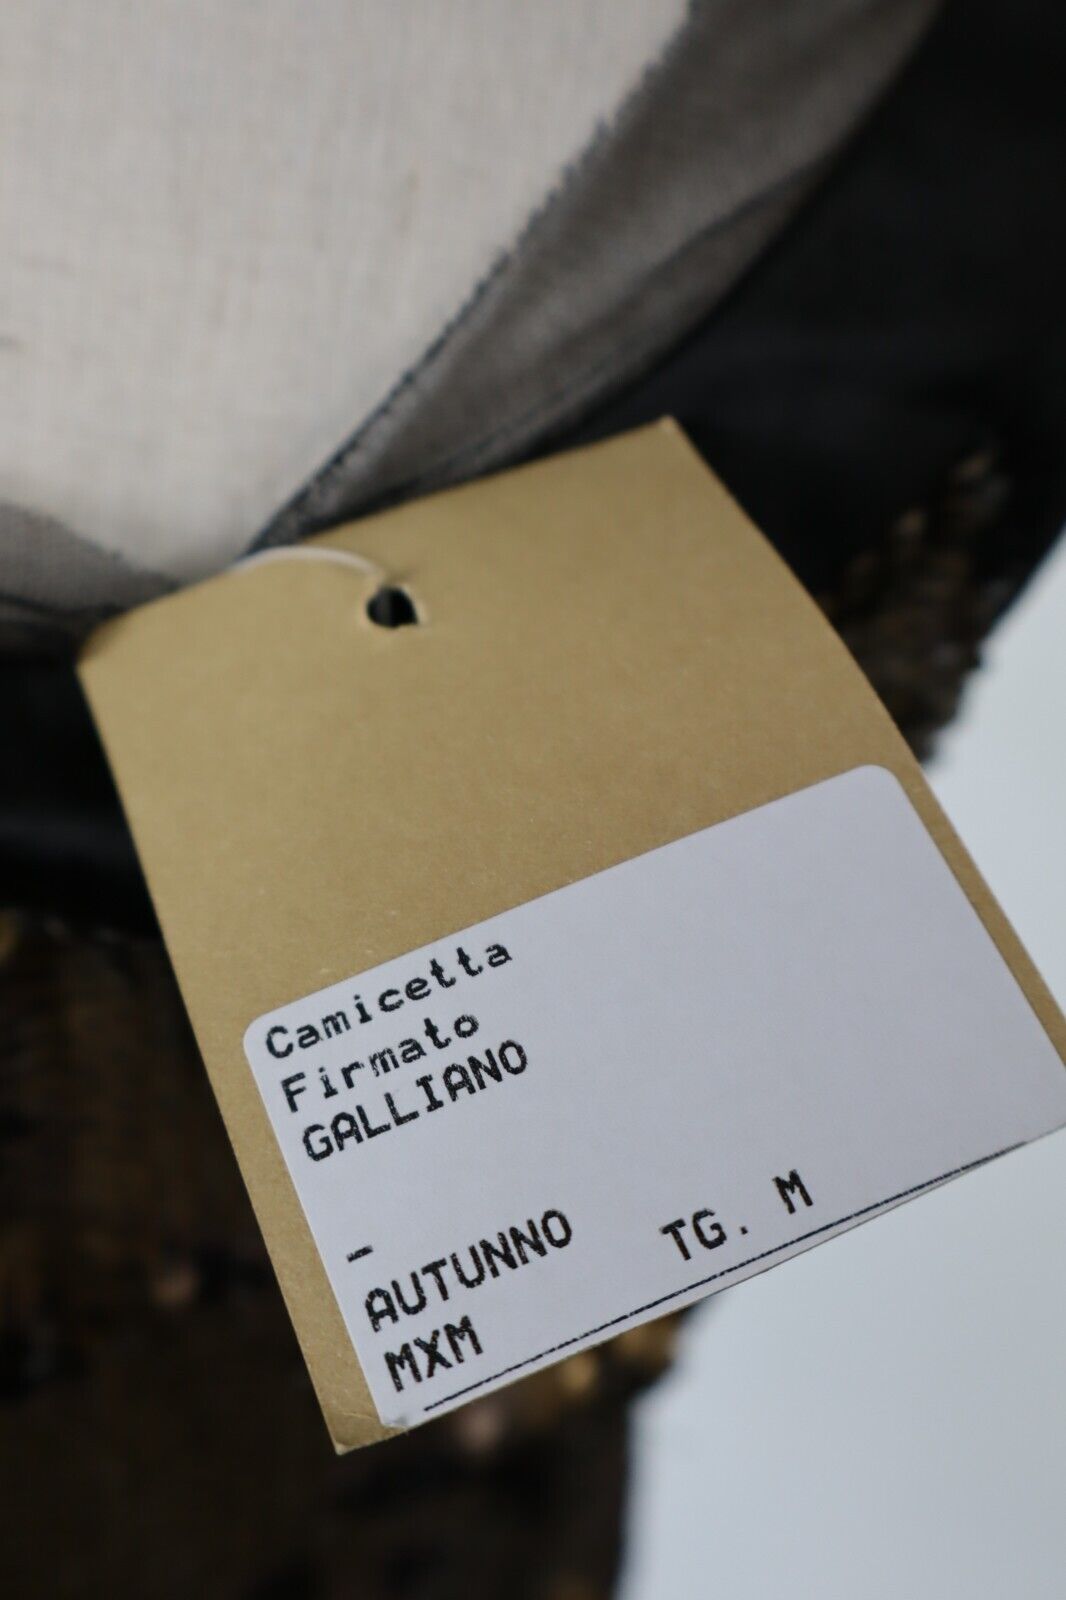 Camicetta
Firmato
GALLIANO
-
AUTUNNO TG. M
MXM